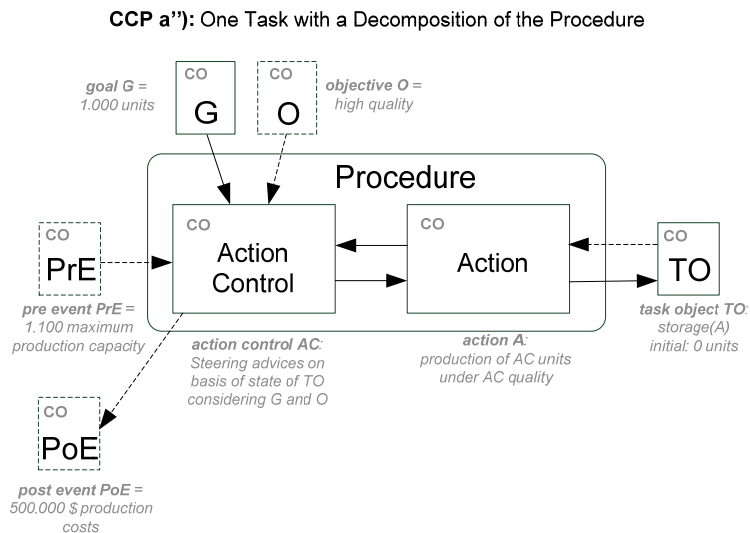 CCP a’’): One Task with a Decomposition of the Procedure
goal G =
1.000 units
CO
G
CO
O
objective O =
high quality
Procedure
CO
PrE
pre event PrE =
1.100 maximum
production capacity
CO
Action
Control
action control AC:
Steering advices on
basis of state of TO
considering G and O
CO
Action
action A:
production of AC units
under AC quality
CO
TO
task object TO:
storage(A)
initial: 0 units
CO
PoE
post event PoE =
500.000 $ production
costs